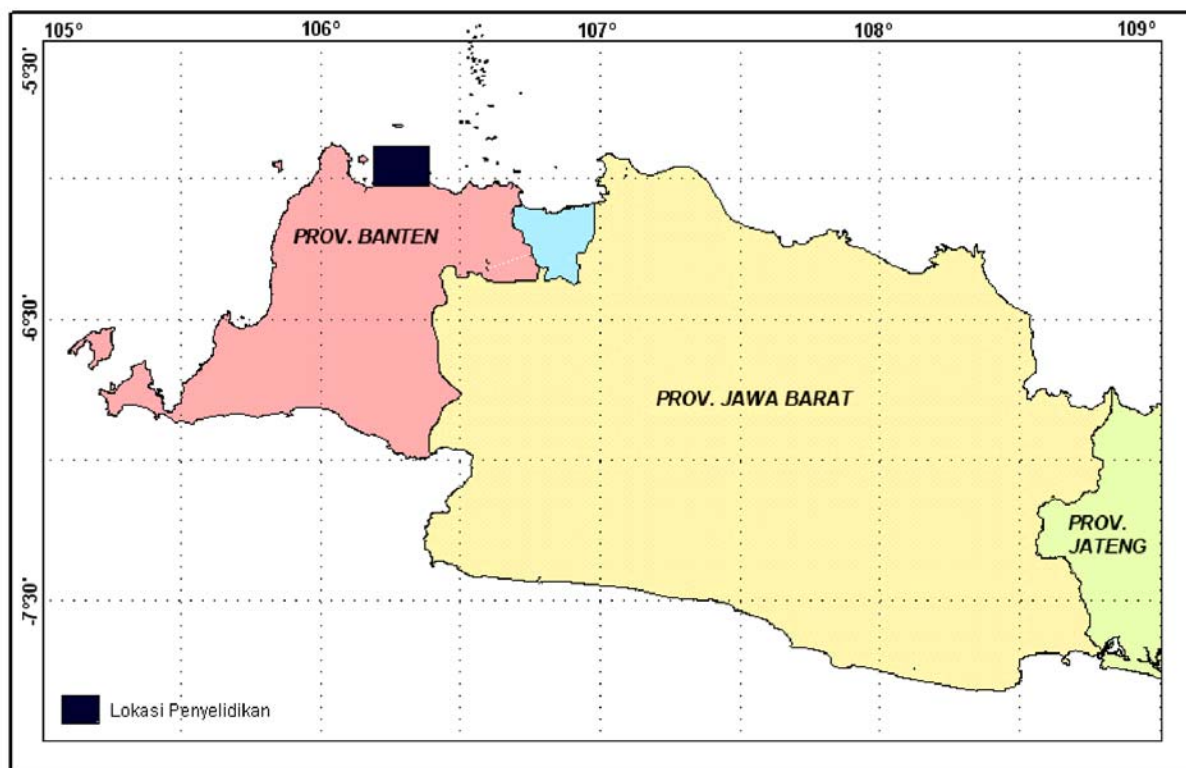 105° 106° 107° 108° 109°
-5°30'
PROV. BANTEN
-6°30'
PROV. JAWA BARAT
PROV.
JATENG
-7°30'
Lokasi Penyelidikan